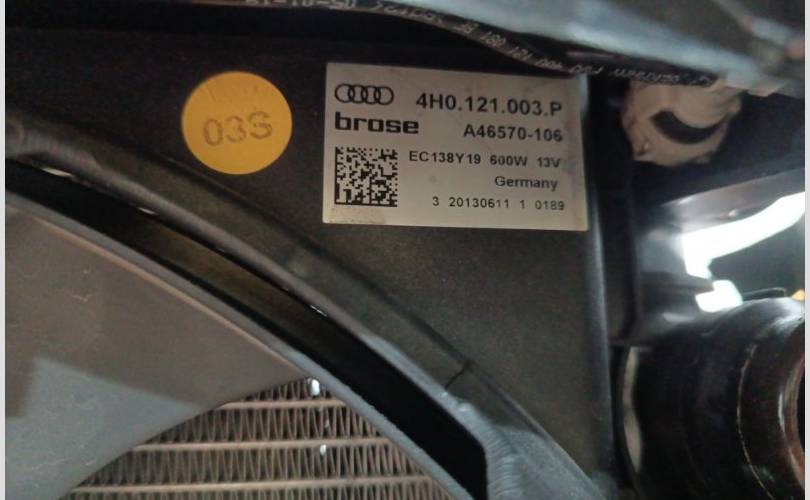 03S
4H0.121.003.P
brose
A46570-106
EC138Y19 600W 13V
Germany
3 20130611 1 0189